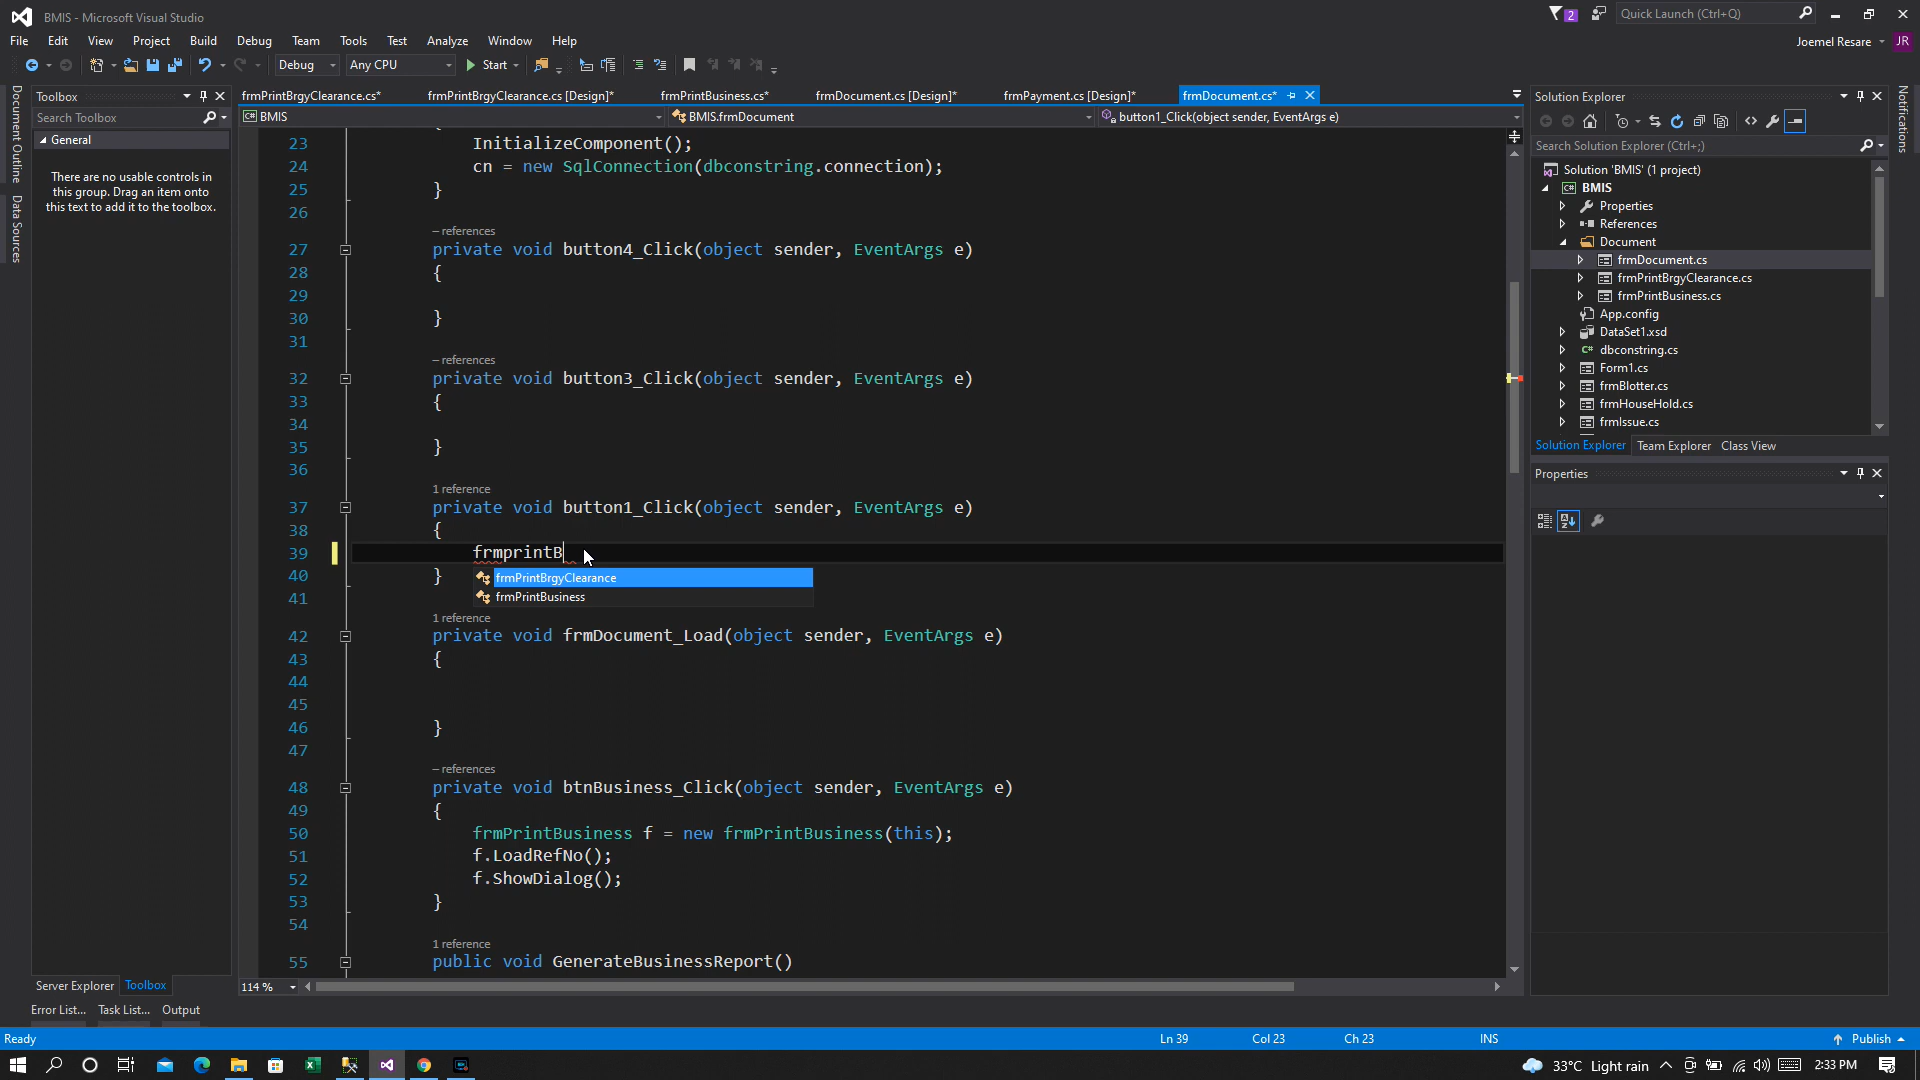 BMIS - Microsoft Visual Studio
2
Quick Launch (Ctrl+Q)
File Edit View Project Build Debug Team Tools Test Analyze Window Help
Joemel Resare JR
Debug Any CPU Start
Document Outline
Data Sources
Toolbox
Search Toolbox
General
There are no usable controls in
this group. Drag an item onto
this text to add it to the toolbox.
Server Explorer Toolbox
frmPrintBrgyClearance.cs* frmPrintBrgyClearance.cs [Design]* frmPrintBusiness.cs* frmDocument.cs [Design]* frmPayment.cs [Design]* frmDocument.cs*
C# BMIS BMIS.frmDocument button1_Click(object sender, EventArgs e)
23 InitializeComponent();
24 cn = new SqlConnection(dbconstring.connection);
25 }
26
– references
27 private void button4_Click(object sender, EventArgs e)
28 {
29
30 }
31
– references
32 private void button3_Click(object sender, EventArgs e)
33 {
34
35 }
36
1 reference
37 private void button1_Click(object sender, EventArgs e)
38 {
39 frmprintB
frmPrintBrgyClearance
frmPrintBusiness
40 }
41
1 reference
42 private void frmDocument_Load(object sender, EventArgs e)
43 {
44
45
46 }
47
– references
48 private void btnBusiness_Click(object sender, EventArgs e)
49 {
50 frmPrintBusiness f = new frmPrintBusiness(this);
51 f.LoadRefNo();
52 f.ShowDialog();
53 }
54
1 reference
55 public void GenerateBusinessReport()
114 %
Solution Explorer
Search Solution Explorer (Ctrl+;)
Solution 'BMIS' (1 project)
C# BMIS
Properties
References
Document
frmDocument.cs
frmPrintBrgyClearance.cs
frmPrintBusiness.cs
App.config
DataSet1.xsd
C# dbconstring.cs
Form1.cs
frmBlotter.cs
frmHouseHold.cs
frmIssue.cs
Solution Explorer Team Explorer Class View
Properties
Notifications
Error List... Task List... Output
Ready Ln 39 Col 23 Ch 23 INS Publish
33°C Light rain 2:33 PM